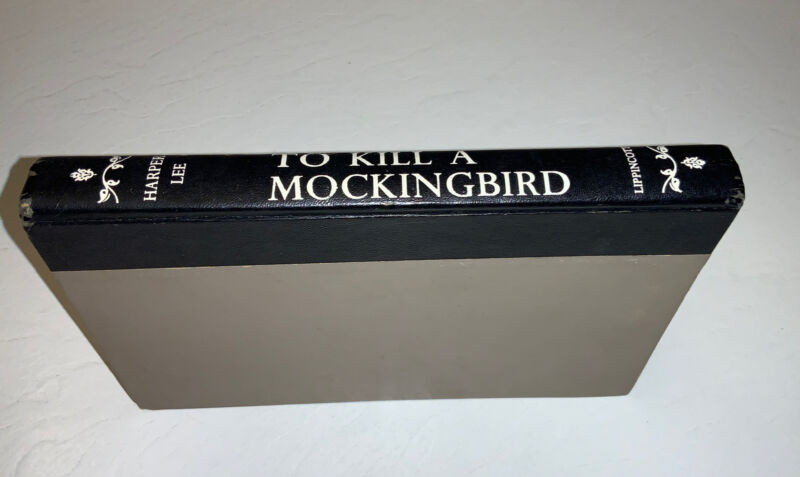 HARPER
LEE
TO KILL A
MOCKINGBIRD
LIPPINCOTT